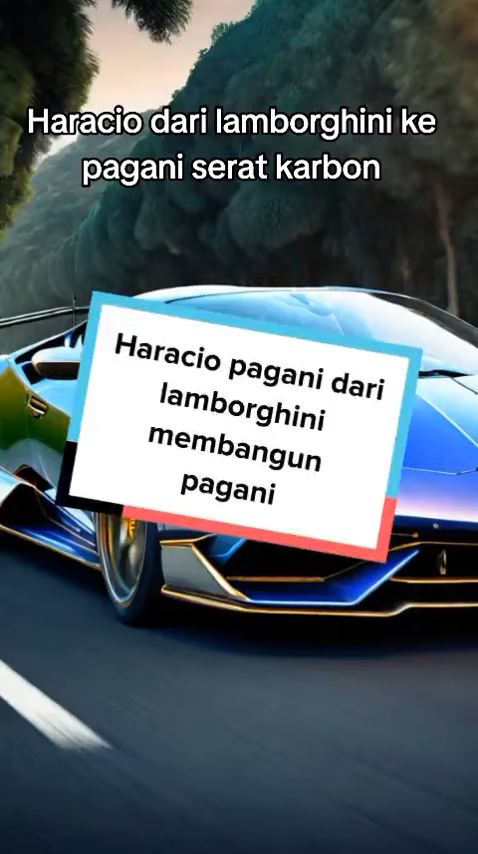 Haracio dari lamborghini ke
pagani serat karbon
Haracio pagani dari
lamborghini
membangun
pagani